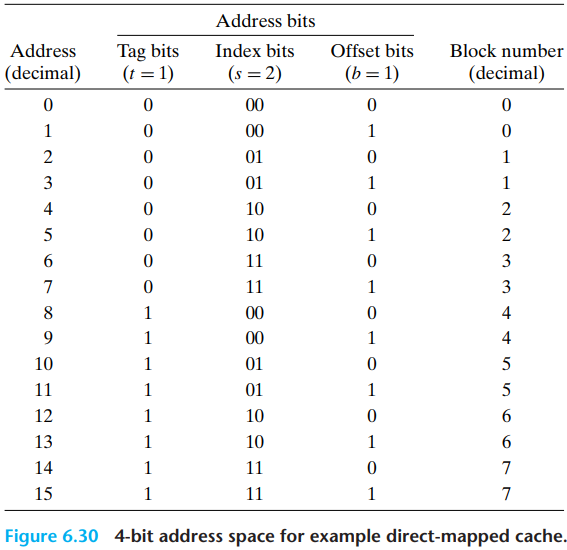 Address bits
Address Tag bits Index bits Offset bits Block number
(decimal) (t = 1) (s = 2) (b = 1) (decimal)
0 0 00 0 0
1 0 00 1 0
2 0 01 0 1
3 0 01 1 1
4 0 10 0 2
5 0 10 1 2
6 0 11 0 3
7 0 11 1 3
8 1 00 0 4
9 1 00 1 4
10 1 01 0 5
11 1 01 1 5
12 1 10 0 6
13 1 10 1 6
14 1 11 0 7
15 1 11 1 7
Figure 6.30 4-bit address space for example direct-mapped cache.